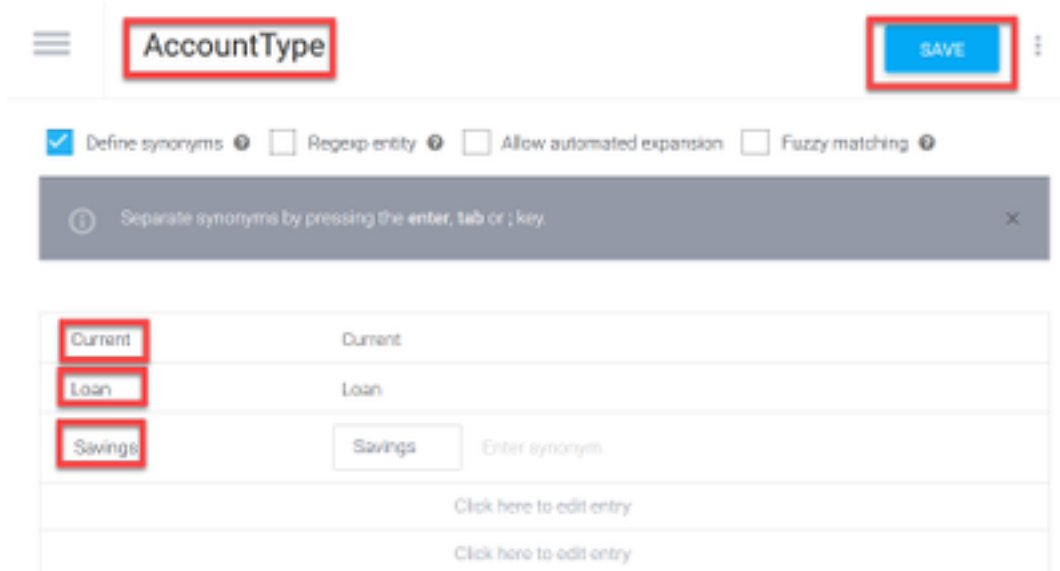 AccountType
SAVE
Define synonyms Regexp entity Allow automated expansion Fuzzy matching
Separate synonyms by pressing the enter, tab or ; key.
Current Current
Loan Loan
Savings Savings Enter synonym
Click here to edit entry
Click here to edit entry